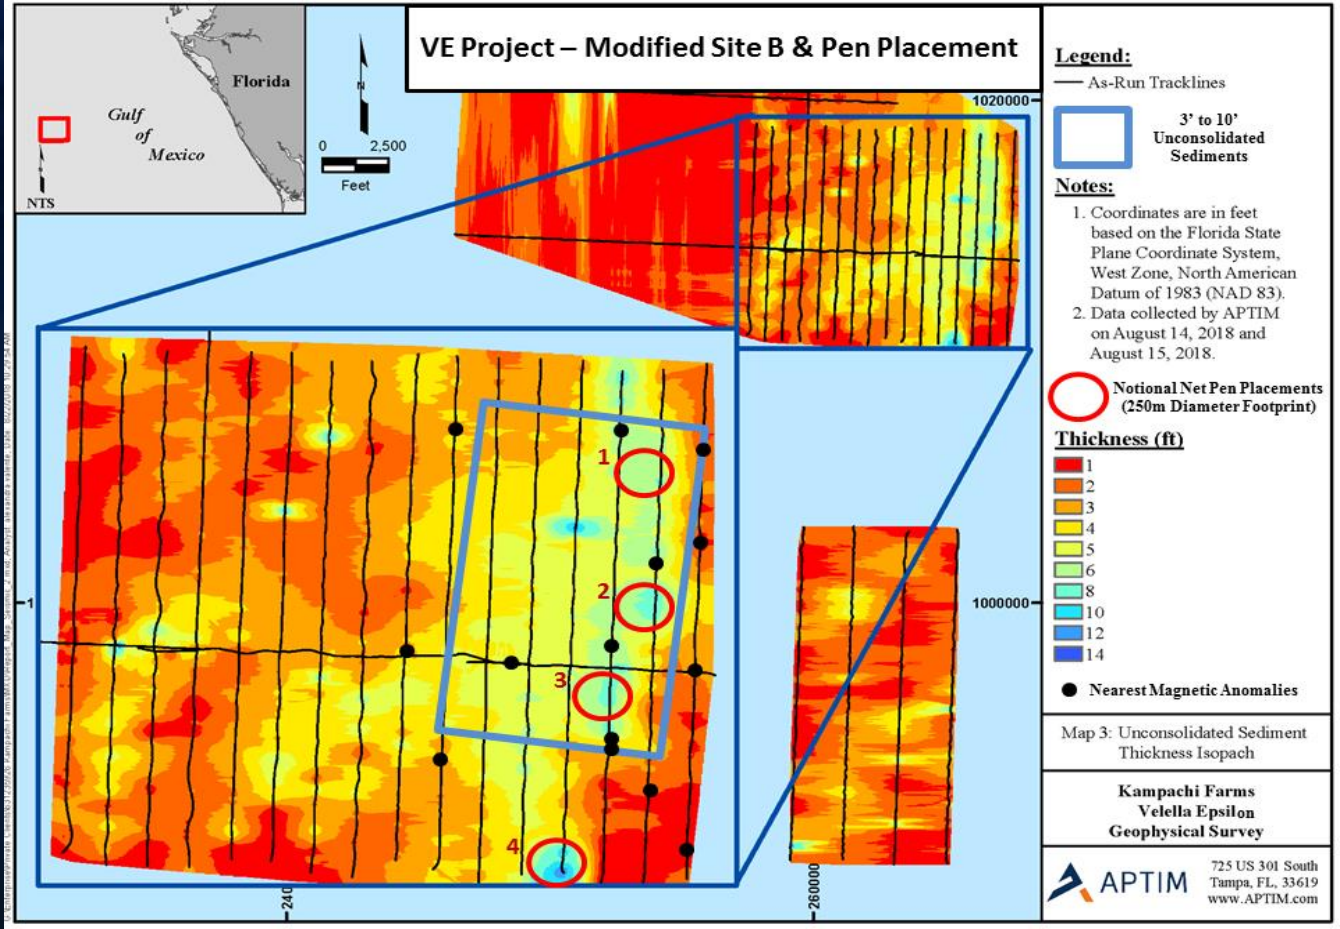 VE Project – Modified Site B & Pen Placement
Florida
Gulf
of
Mexico
NTS
N
0 2,500
Feet
1020000
1000000
1
240
260000
1
2
3
4
Legend:
As-Run Tracklines
3' to 10'
Unconsolidated
Sediments
Notes:
1. Coordinates are in feet
based on the Florida State
Plane Coordinate System,
West Zone, North American
Datum of 1983 (NAD 83).
2. Data collected by APTIM
on August 14, 2018 and
August 15, 2018.
Notional Net Pen Placements
(250m Diameter Footprint)
Thickness (ft)
1
2
3
4
5
6
8
10
12
14
Nearest Magnetic Anomalies
Map 3: Unconsolidated Sediment
Thickness Isopach
Kampachi Farms
Velella Epsilon
Geophysical Survey
APTIM
725 US 301 South
Tampa, FL, 33619
www.APTIM.com